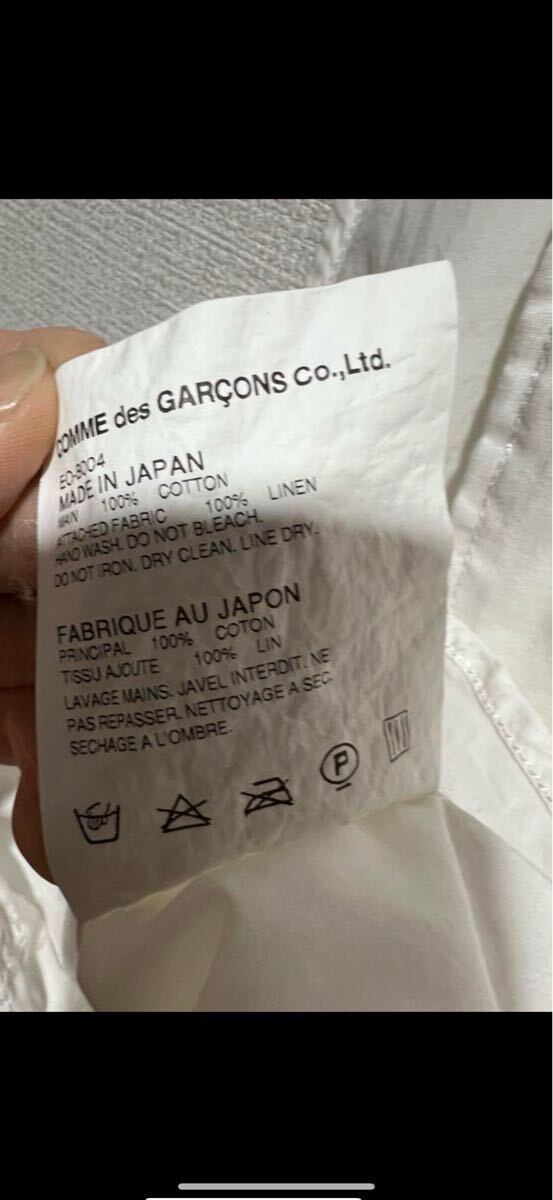 COMME des GARÇONS Co.,Ltd.
EO-B004
MADE IN JAPAN
MAIN 100% COTTON
ATTACHED FABRIC 100% LINEN
HAND WASH. DO NOT BLEACH.
DO NOT IRON. DRY CLEAN. LINE DRY.
FABRIQUE AU JAPON
PRINCIPAL 100% COTON
TISSU AJOUTE 100% LIN
LAVAGE MAINS. JAVEL INTERDIT. NE
PAS REPASSER. NETTOYAGE A SEC.
SECHAGE A L'OMBRE.
P